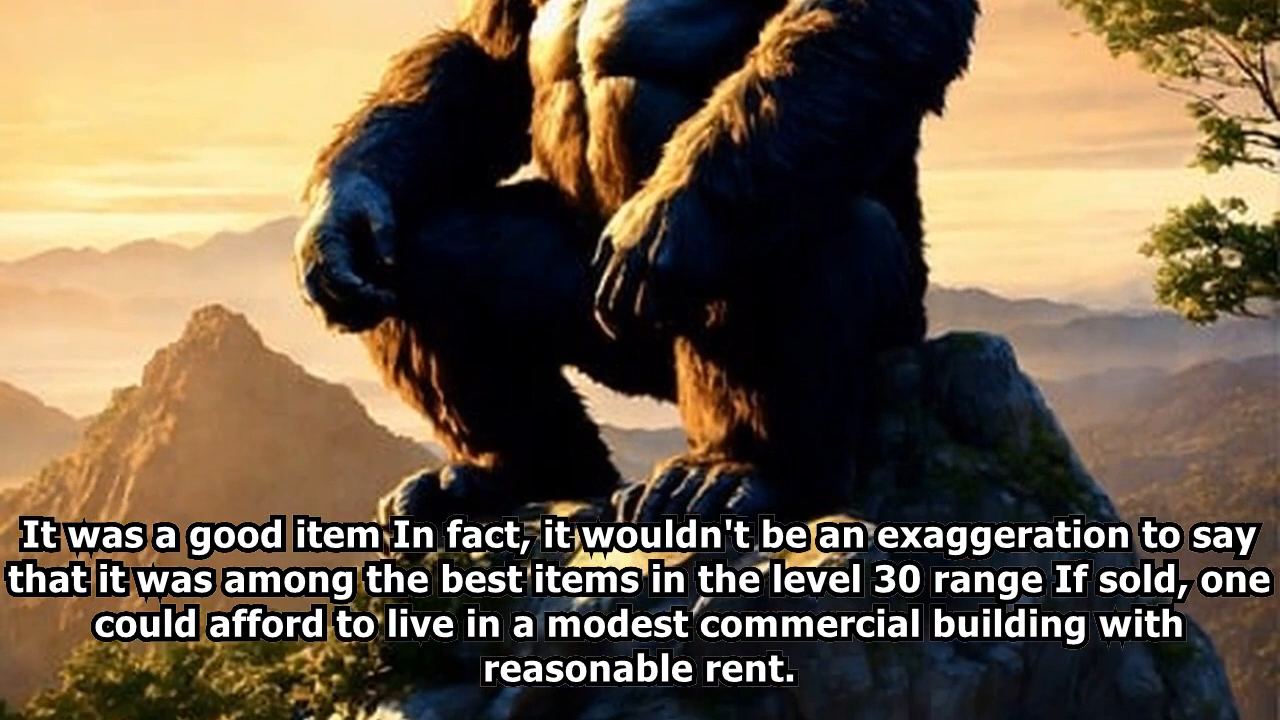 It was a good item In fact, it wouldn't be an exaggeration to say
that it was among the best items in the level 30 range If sold, one
could afford to live in a modest commercial building with
reasonable rent.